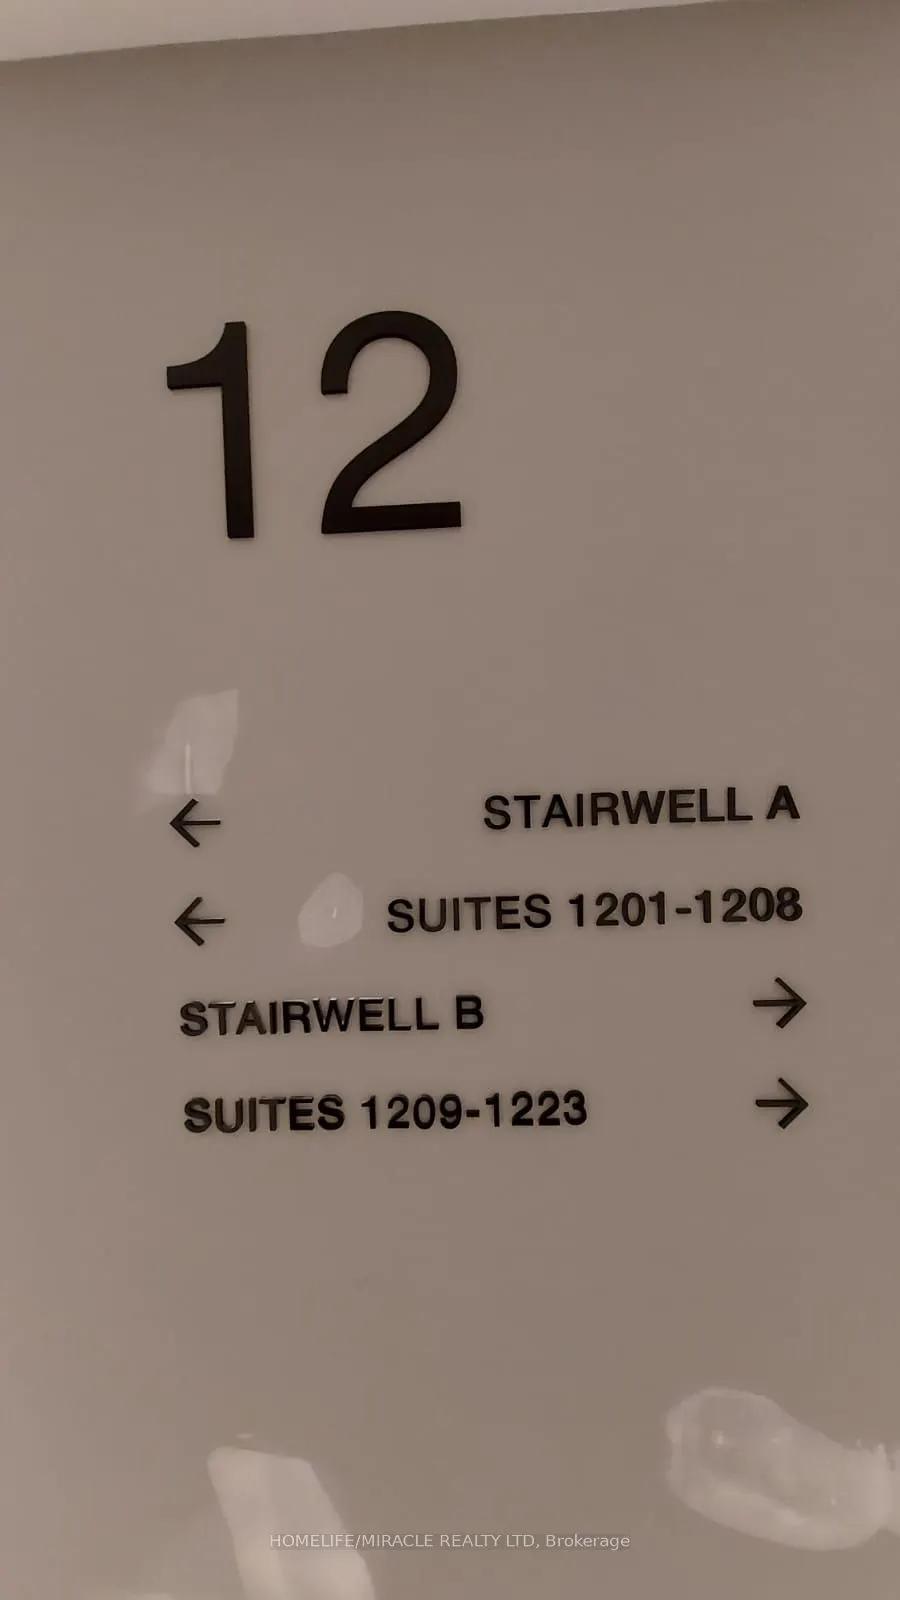 12
← STAIRWELL A
← SUITES 1201-1208
STAIRWELL B →
SUITES 1209-1223 →
HOMELIFE/MIRACLE REALTY LTD, Brokerage